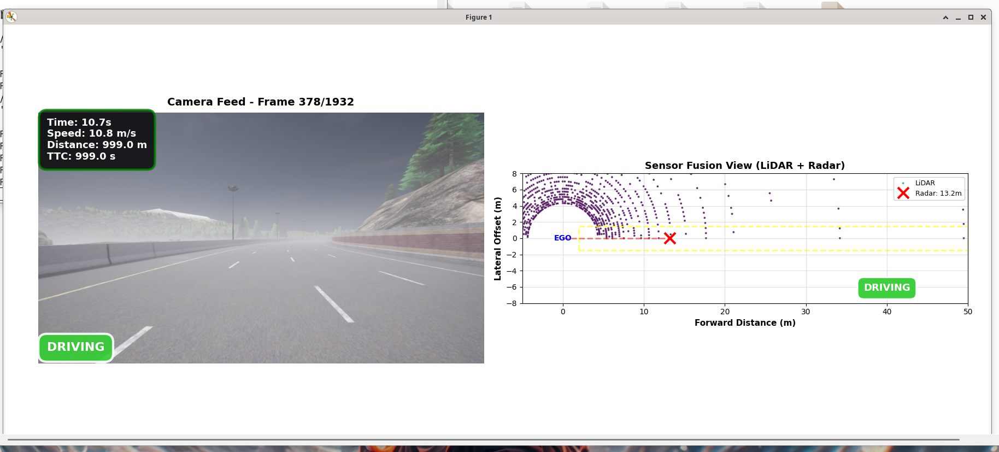 Figure 1
Camera Feed - Frame 378/1932
Time: 10.7s
Speed: 10.8 m/s
Distance: 999.0 m
TTC: 999.0 s
DRIVING
Sensor Fusion View (LiDAR + Radar)
LiDAR
Radar: 13.2m
EGO
DRIVING
Lateral Offset (m)
8
6
4
2
0
−2
−4
−6
−8
0 10 20 30 40 50
Forward Distance (m)